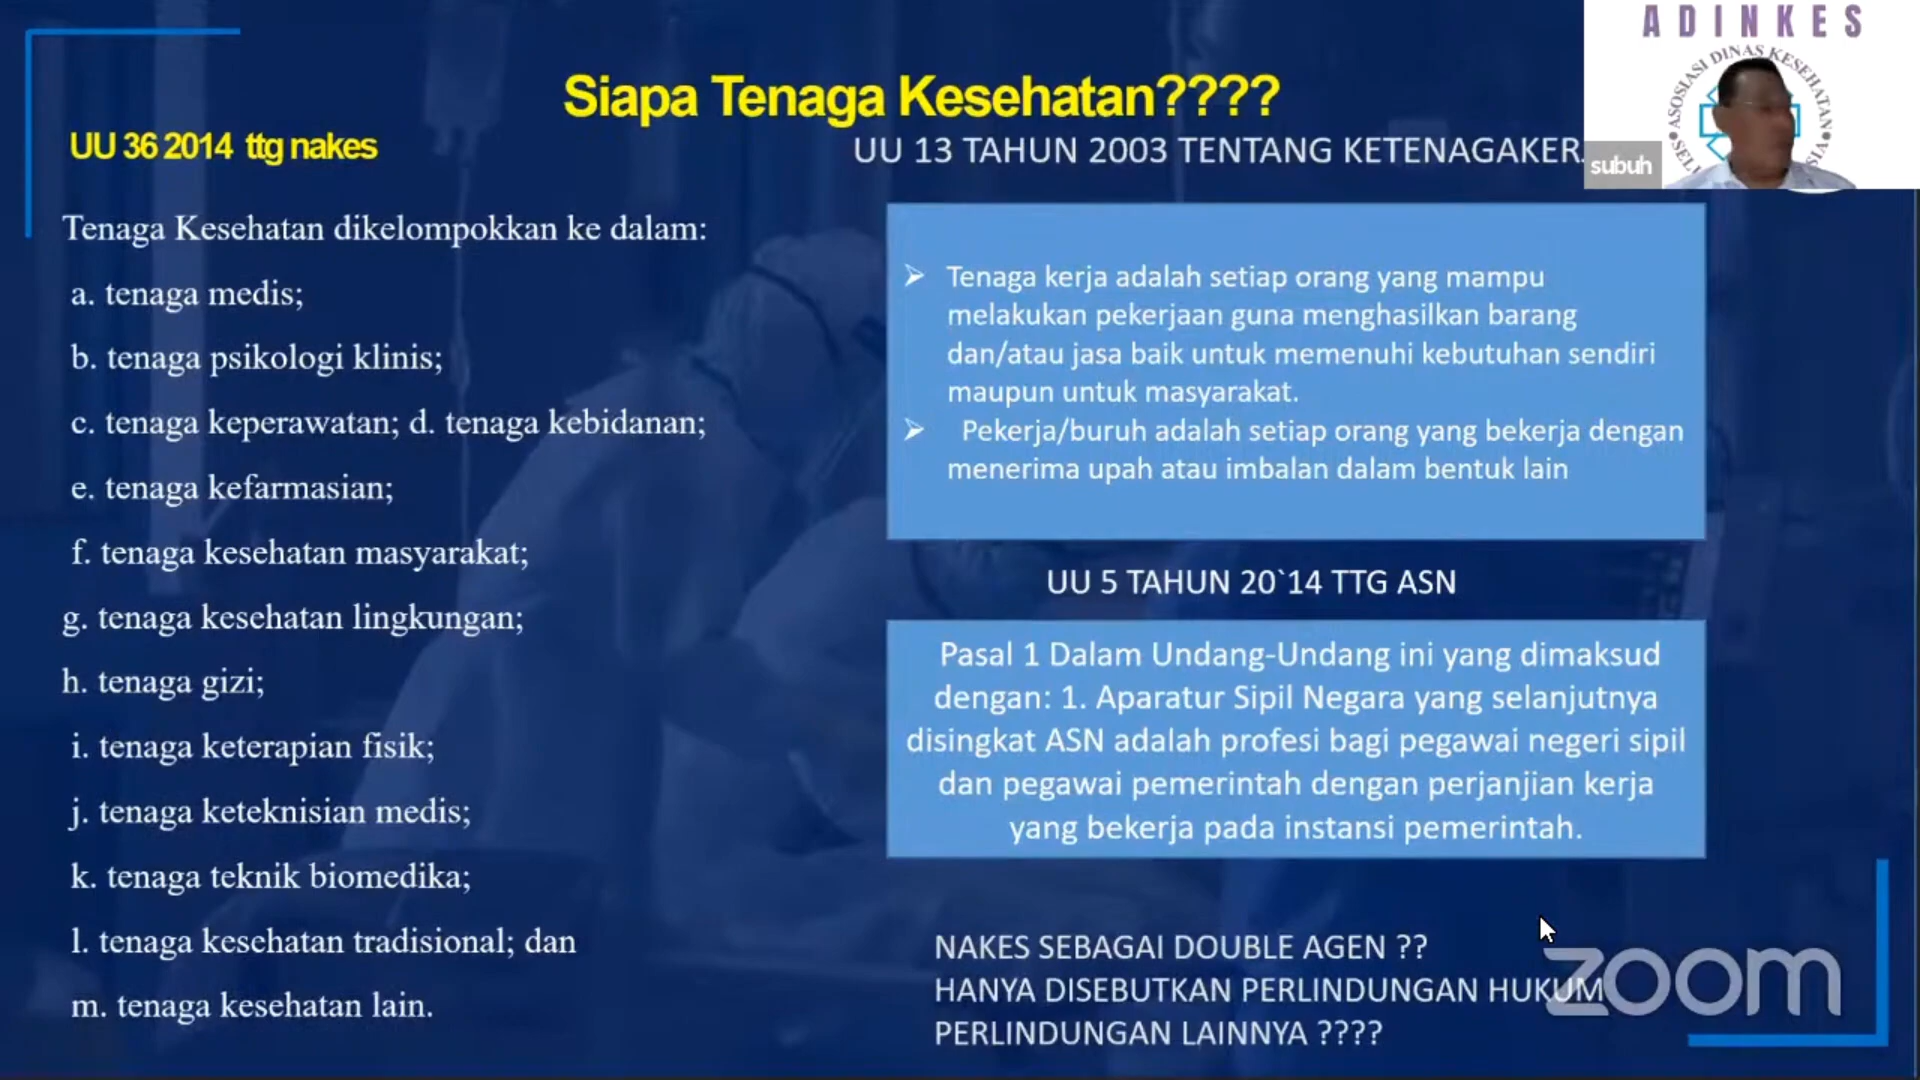 ADINKES
ASOSIASI DINAS KESEHATAN
subuh
Siapa Tenaga Kesehatan????
UU 36 2014 ttg nakes
Tenaga Kesehatan dikelompokkan ke dalam:
a. tenaga medis;
b. tenaga psikologi klinis;
c. tenaga keperawatan; d. tenaga kebidanan;
e. tenaga kefarmasian;
f. tenaga kesehatan masyarakat;
g. tenaga kesehatan lingkungan;
h. tenaga gizi;
i. tenaga keterapian fisik;
j. tenaga keteknisian medis;
k. tenaga teknik biomedika;
l. tenaga kesehatan tradisional; dan
m. tenaga kesehatan lain.
UU 13 TAHUN 2003 TENTANG KETENAGAKER
➢ Tenaga kerja adalah setiap orang yang mampu
melakukan pekerjaan guna menghasilkan barang
dan/atau jasa baik untuk memenuhi kebutuhan sendiri
maupun untuk masyarakat.
➢ Pekerja/buruh adalah setiap orang yang bekerja dengan
menerima upah atau imbalan dalam bentuk lain
UU 5 TAHUN 20`14 TTG ASN
Pasal 1 Dalam Undang-Undang ini yang dimaksud
dengan: 1. Aparatur Sipil Negara yang selanjutnya
disingkat ASN adalah profesi bagi pegawai negeri sipil
dan pegawai pemerintah dengan perjanjian kerja
yang bekerja pada instansi pemerintah.
NAKES SEBAGAI DOUBLE AGEN ??
HANYA DISEBUTKAN PERLINDUNGAN HUKUM
PERLINDUNGAN LAINNYA ????
zoom